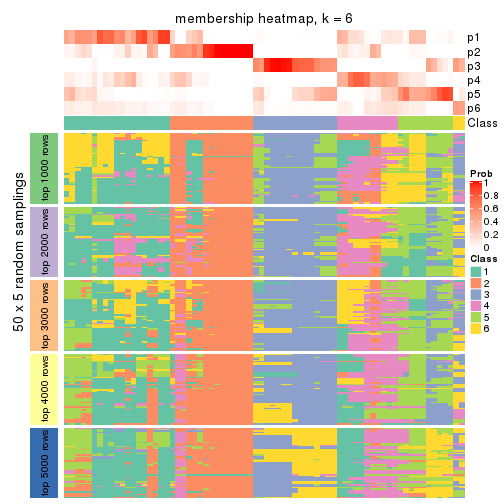 membership heatmap, k = 6
p1
p2
p3
p4
p5
p6
Class
50 x 5 random samplings
top 1000 rows
top 2000 rows
top 3000 rows
top 4000 rows
top 5000 rows
Prob
1
0.8
0.6
0.4
0.2
0
Class
1
2
3
4
5
6